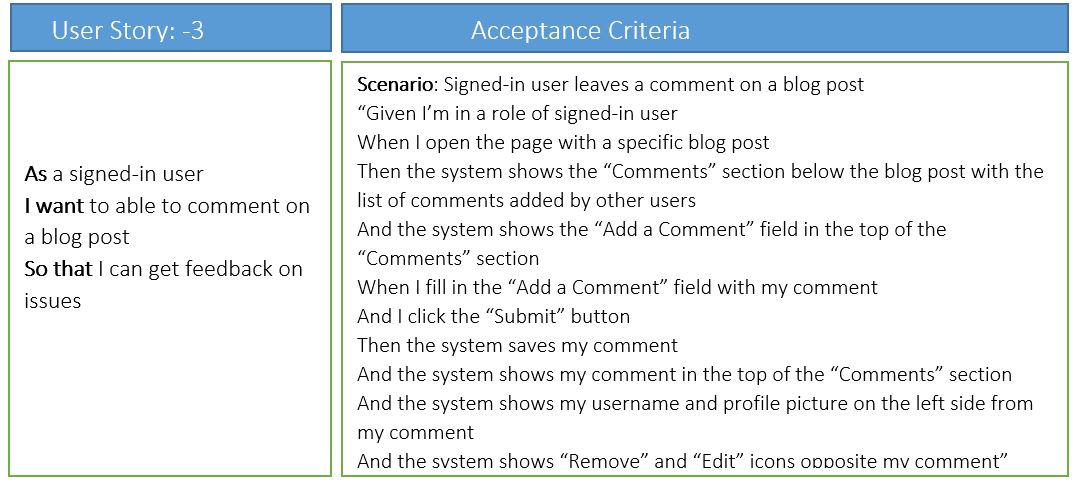 User Story: -3
Acceptance Criteria
As a signed-in user
I want to able to comment on
a blog post
So that I can get feedback on
issues
Scenario: Signed-in user leaves a comment on a blog post
“Given I’m in a role of signed-in user
When I open the page with a specific blog post
Then the system shows the “Comments” section below the blog post with the
list of comments added by other users
And the system shows the “Add a Comment” field in the top of the
“Comments” section
When I fill in the “Add a Comment” field with my comment
And I click the “Submit” button
Then the system saves my comment
And the system shows my comment in the top of the “Comments” section
And the system shows my username and profile picture on the left side from
my comment
And the system shows “Remove” and “Edit” icons opposite my comment”